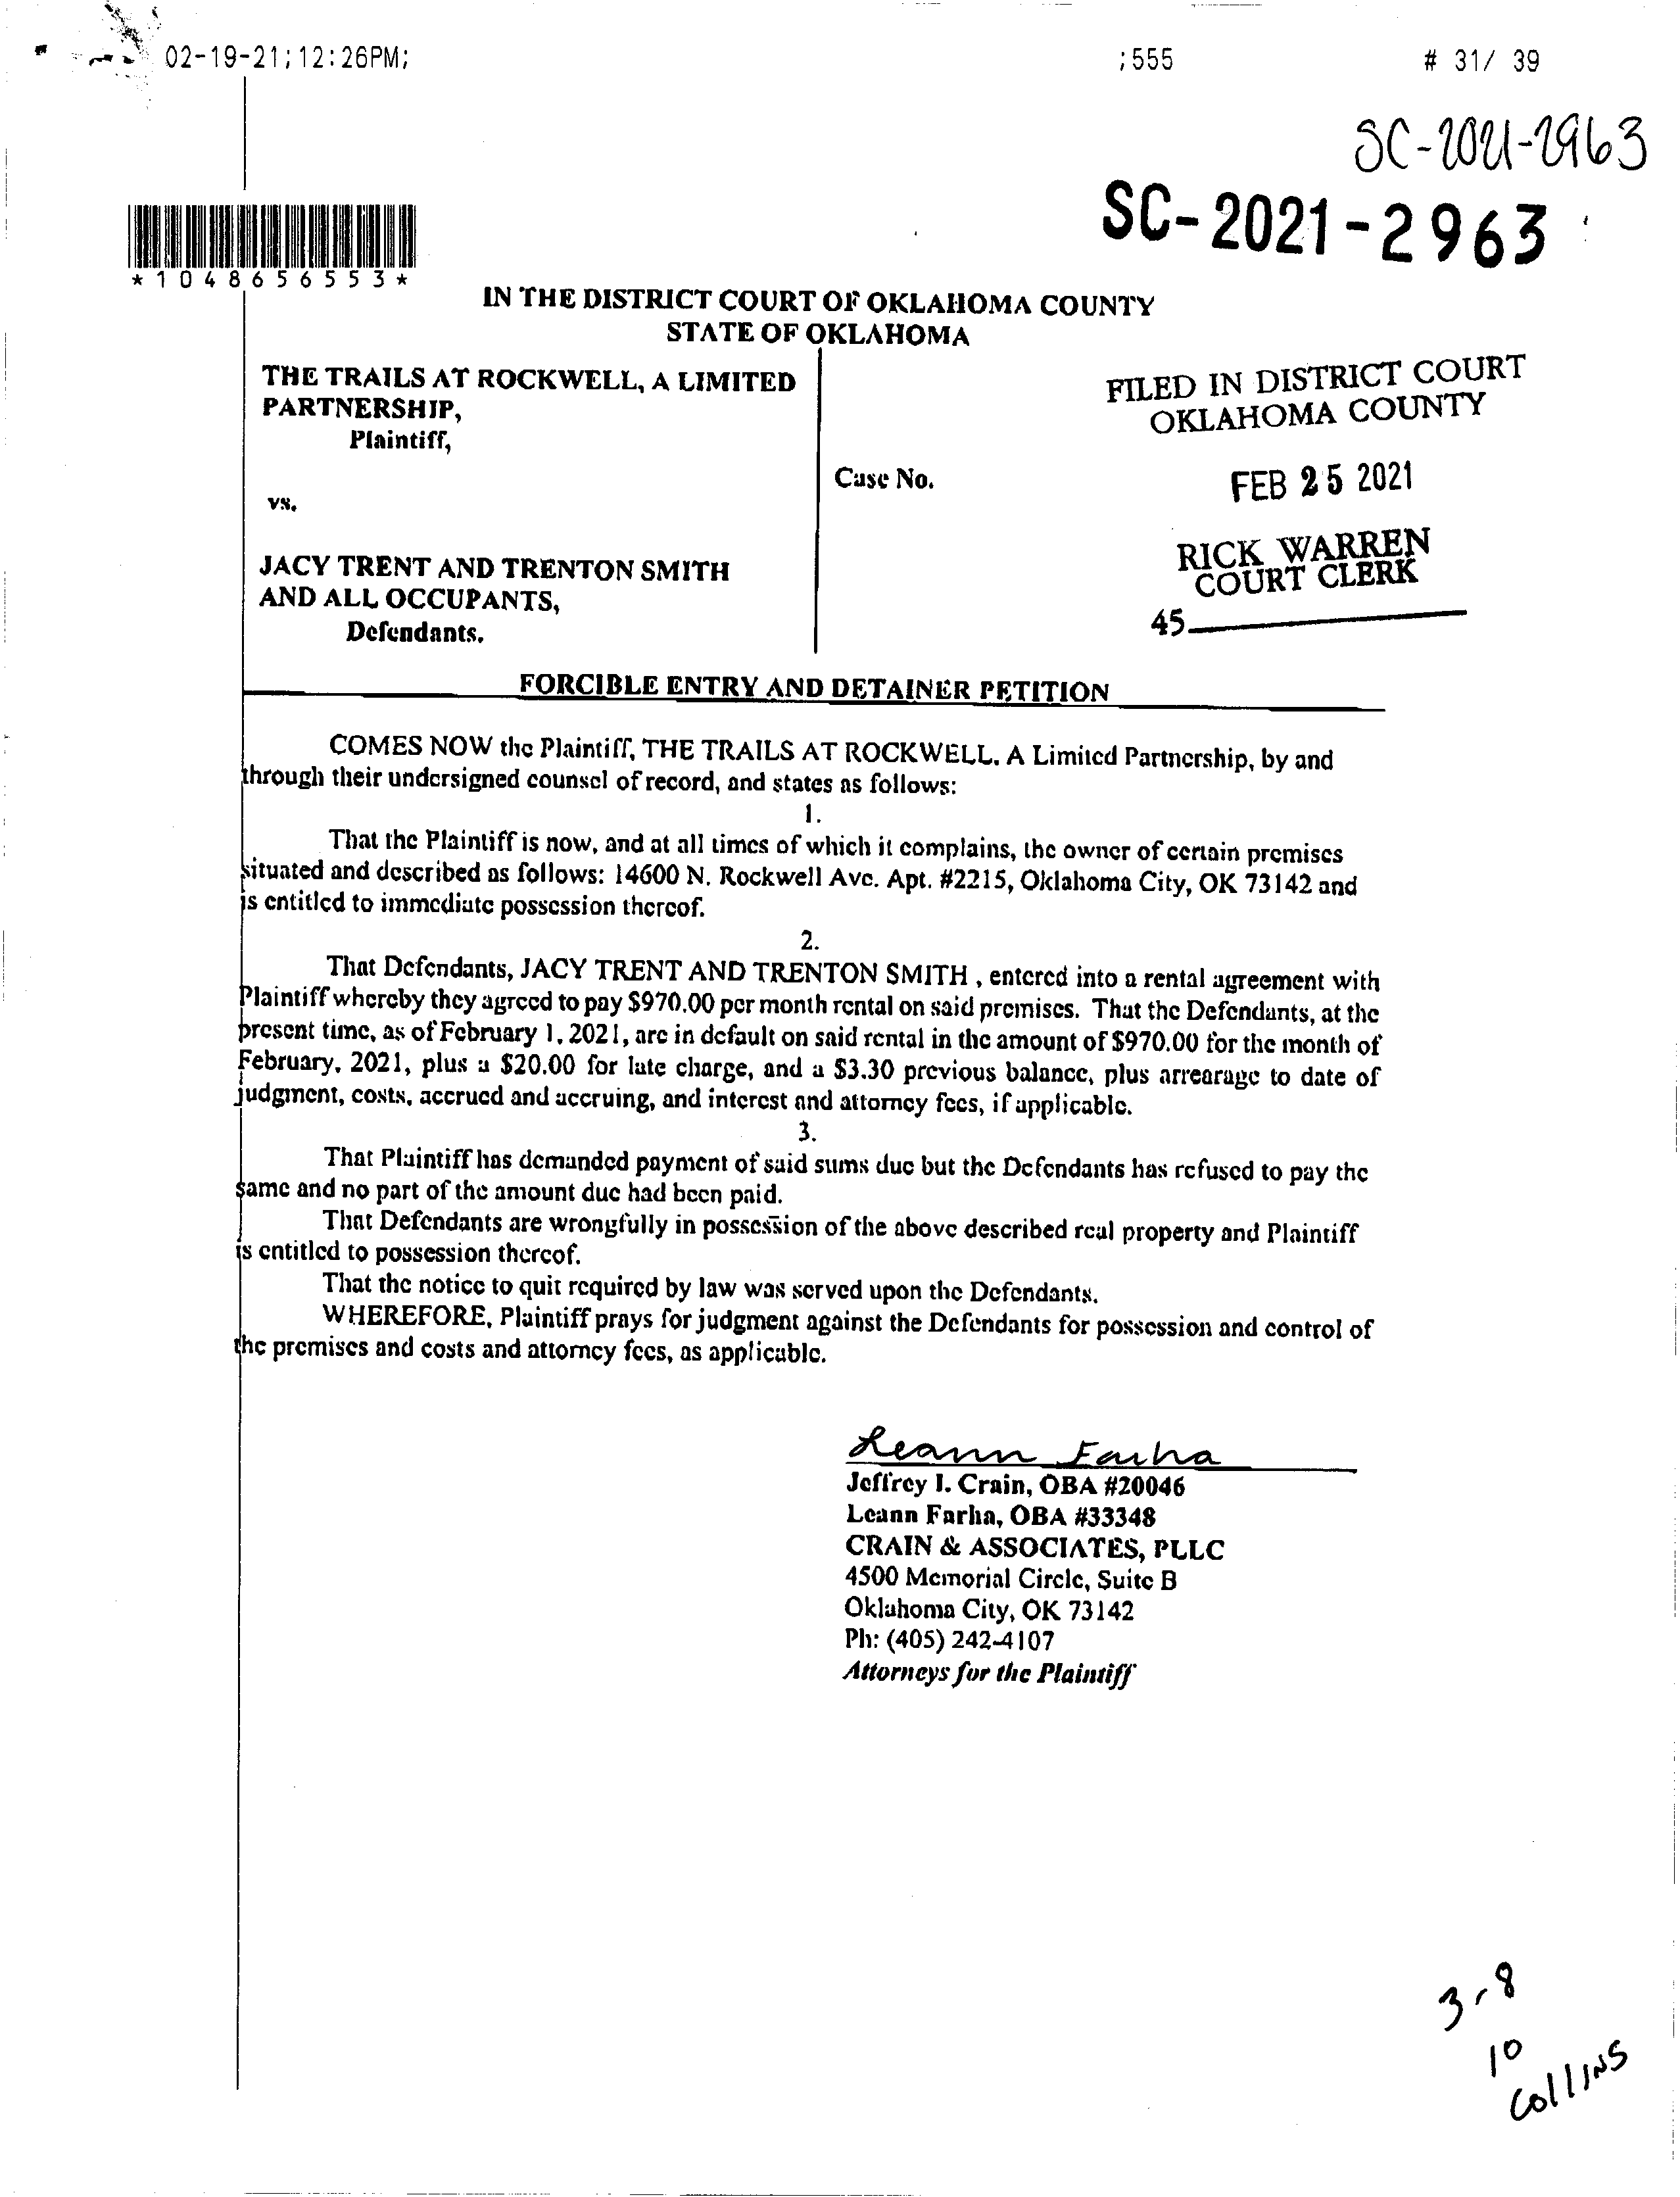 02-19-21;12:26PM; ;555 # 31/ 39
SC-2021-2963
SC-2021-2963
*1048656553*
IN THE DISTRICT COURT OF OKLAHOMA COUNTY
STATE OF OKLAHOMA
THE TRAILS AT ROCKWELL, A LIMITED
PARTNERSHIP,
Plaintiff,
vs.
JACY TRENT AND TRENTON SMITH
AND ALL OCCUPANTS,
Defendants.
Case No.
FILED IN DISTRICT COURT
OKLAHOMA COUNTY
FEB 25 2021
RICK WARREN
COURT CLERK
45
FORCIBLE ENTRY AND DETAINER PETITION
COMES NOW the Plaintiff, THE TRAILS AT ROCKWELL. A Limited Partnership, by and
through their undersigned counsel of record, and states as follows:
1.
That the Plaintiff is now, and at all times of which it complains, the owner of certain premises
situated and described as follows: 14600 N. Rockwell Ave. Apt. #2215, Oklahoma City, OK 73142 and
is entitled to immediate possession thereof.
2.
That Defendants, JACY TRENT AND TRENTON SMITH , entered into a rental agreement with
Plaintiff whereby they agreed to pay $970.00 per month rental on said premises. That the Defendants, at the
present time, as of February 1, 2021, are in default on said rental in the amount of $970.00 for the month of
February, 2021, plus a $20.00 for late charge, and a $3.30 previous balance, plus arrearage to date of
judgment, costs, accrued and accruing, and interest and attorney fees, if applicable.
3.
That Plaintiff has demanded payment of said sums due but the Defendants has refused to pay the
same and no part of the amount due had been paid.
That Defendants are wrongfully in possession of the above described real property and Plaintiff
is entitled to possession thereof.
That the notice to quit required by law was served upon the Defendants.
WHEREFORE, Plaintiff prays for judgment against the Defendants for possession and control of
the premises and costs and attorney fees, as applicable.
Leann Farha
Jeffrey I. Crain, OBA #20046
Leann Farha, OBA #33348
CRAIN & ASSOCIATES, PLLC
4500 Memorial Circle, Suite B
Oklahoma City, OK 73142
Ph: (405) 242-4107
Attorneys for the Plaintiff
3-8
10
Collins